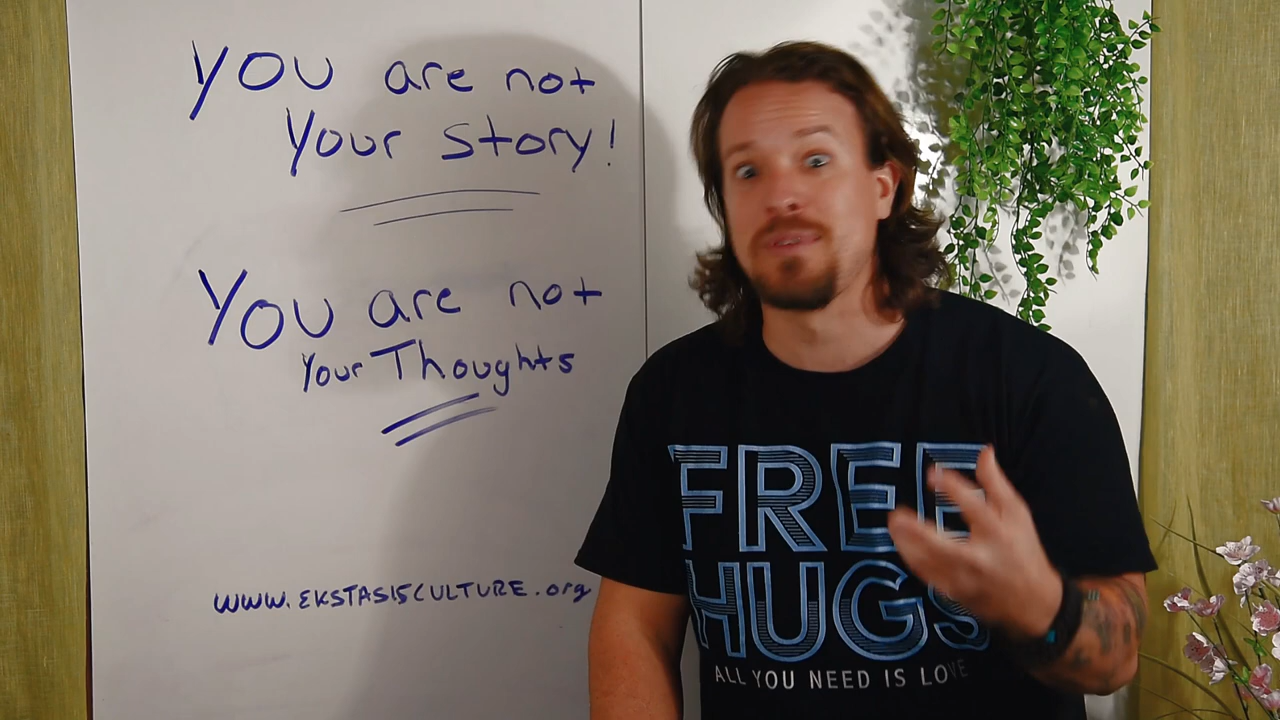 You are not
Your Story!
You are not
Your Thoughts
www.EKSTASISCULTURE.org
FREE
HUGS
ALL YOU NEED IS LOVE